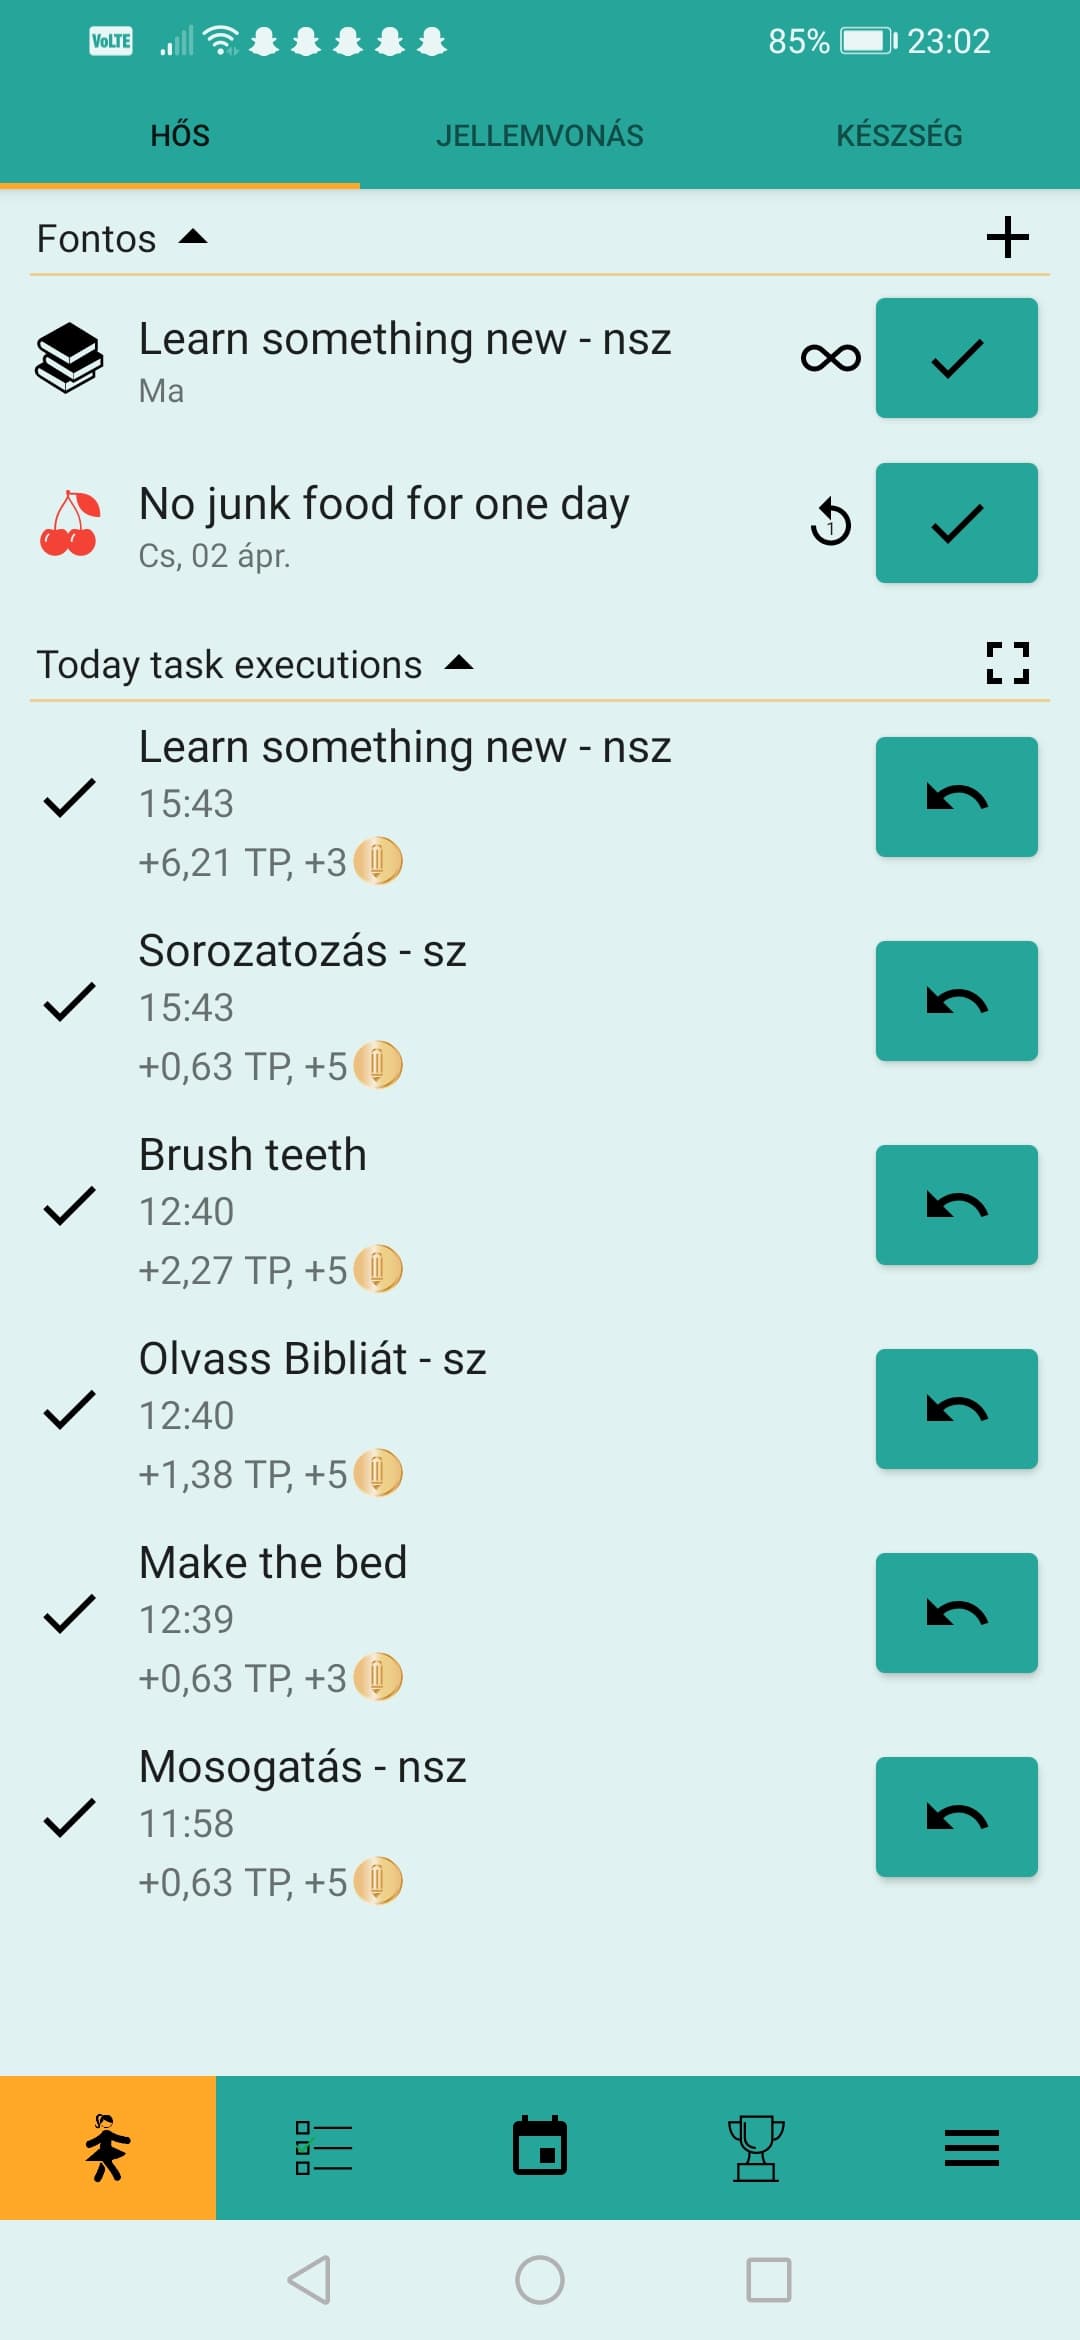 VoLTE 85% 23:02
HŐS JELLEMVONÁS KÉSZSÉG
Fontos
Learn something new - nsz
Ma
No junk food for one day
1
Cs, 02 ápr.
Today task executions
Learn something new - nsz
15:43
+6,21 TP, +3
Sorozatozás - sz
15:43
+0,63 TP, +5
Brush teeth
12:40
+2,27 TP, +5
Olvass Bibliát - sz
12:40
+1,38 TP, +5
Make the bed
12:39
+0,63 TP, +3
Mosogatás - nsz
11:58
+0,63 TP, +5